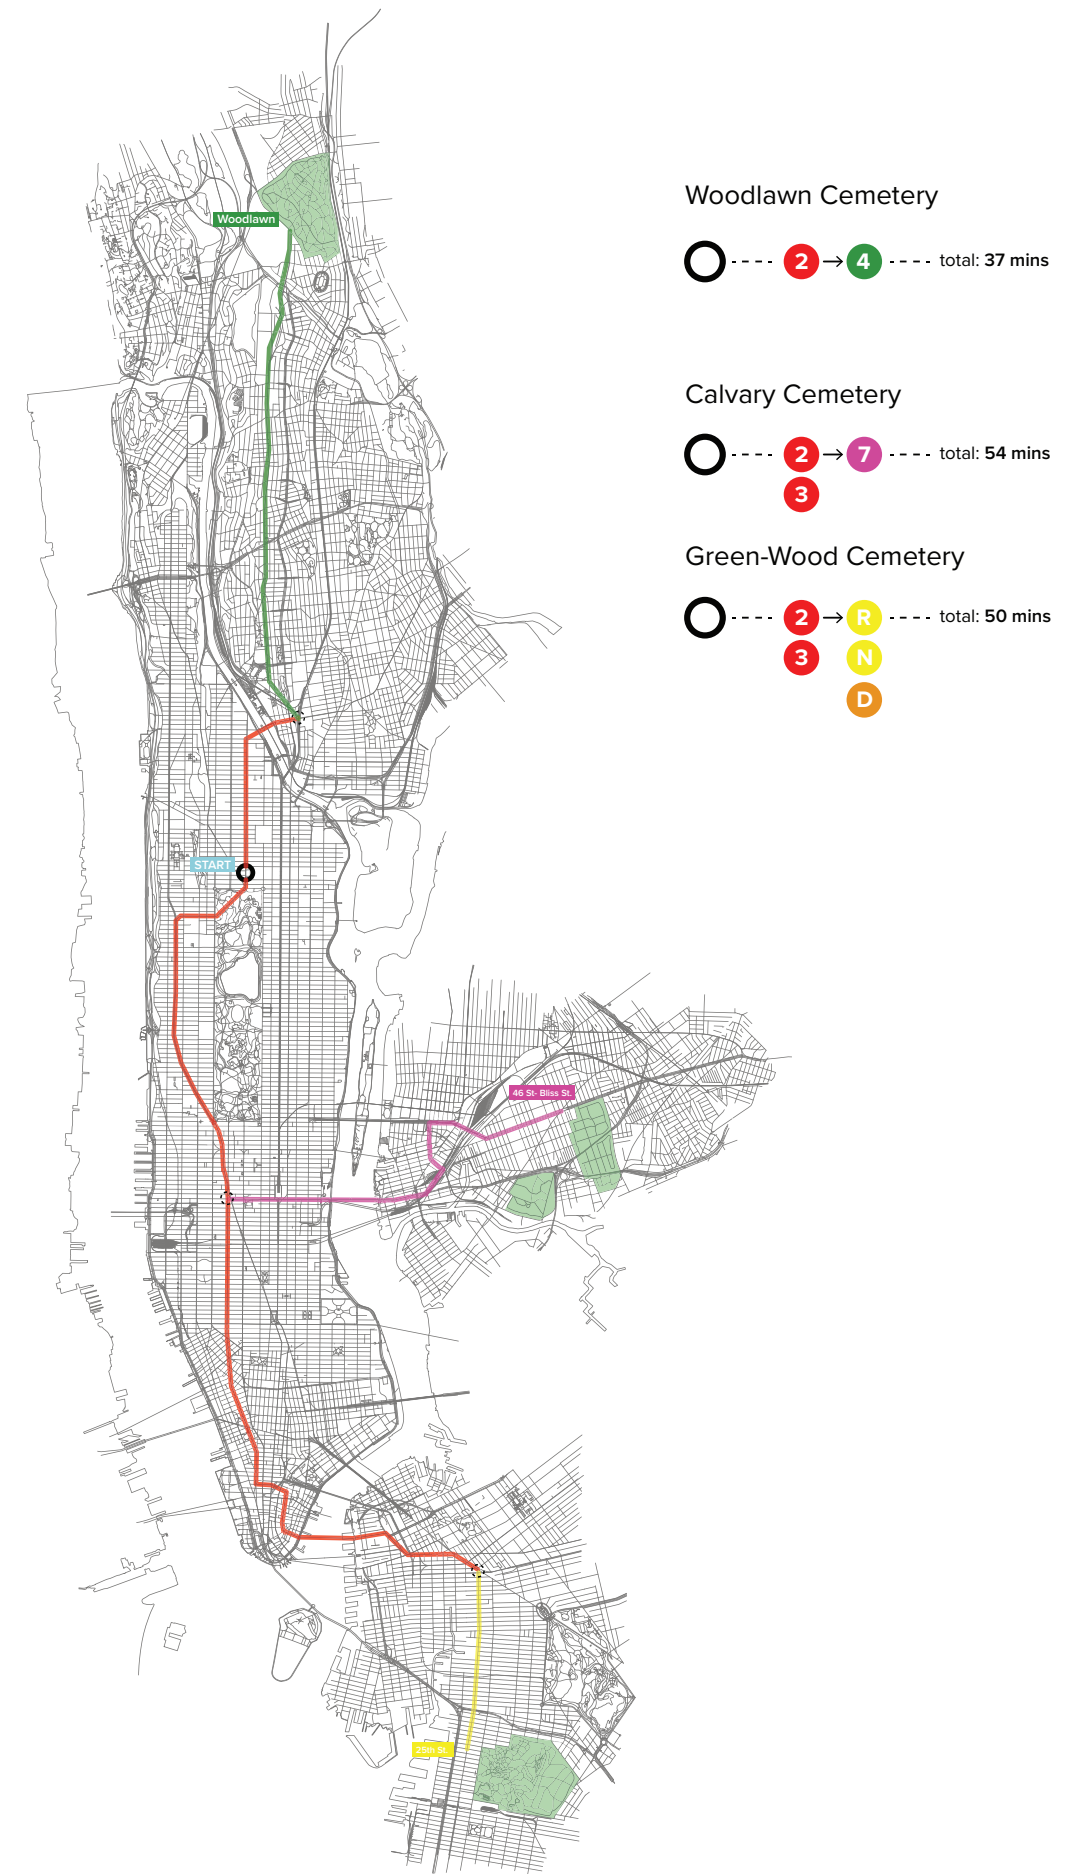 Woodlawn Cemetery
2 → 4 total: 37 mins
Calvary Cemetery
2 → 7 total: 54 mins
3
Green-Wood Cemetery
2 → R total: 50 mins
3 N
D
Woodlawn
START
46 St- Bliss St.
25th St.